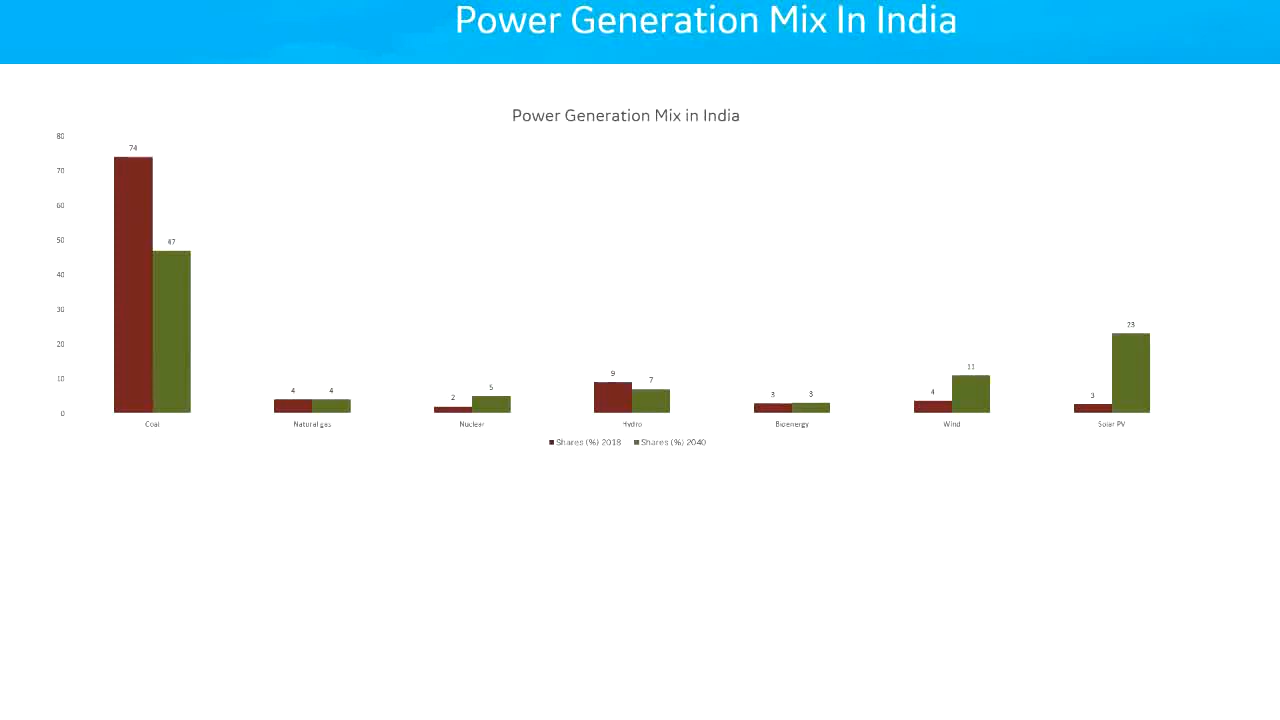 Power Generation Mix In India
Power Generation Mix in India
80
70
60
50
40
30
20
10
0
74
47
4
4
2
5
9
7
3
3
4
11
3
23
Coal
Natural gas
Nuclear
Hydro
Bioenergy
Wind
Solar PV
Shares (%) 2018
Shares (%) 2040